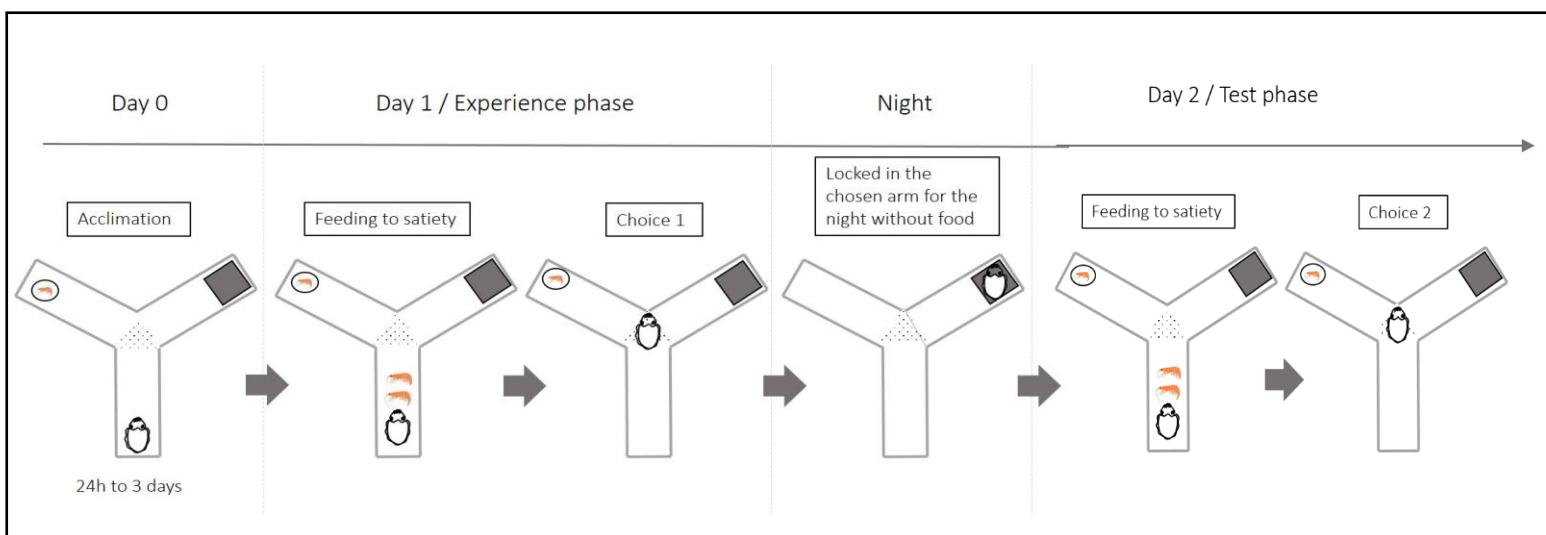 Day 0
Day 1 / Experience phase
Night
Day 2 / Test phase
Acclimation
Feeding to satiety
Choice 1
Locked in the
chosen arm for the
night without food
Feeding to satiety
Choice 2
24h to 3 days